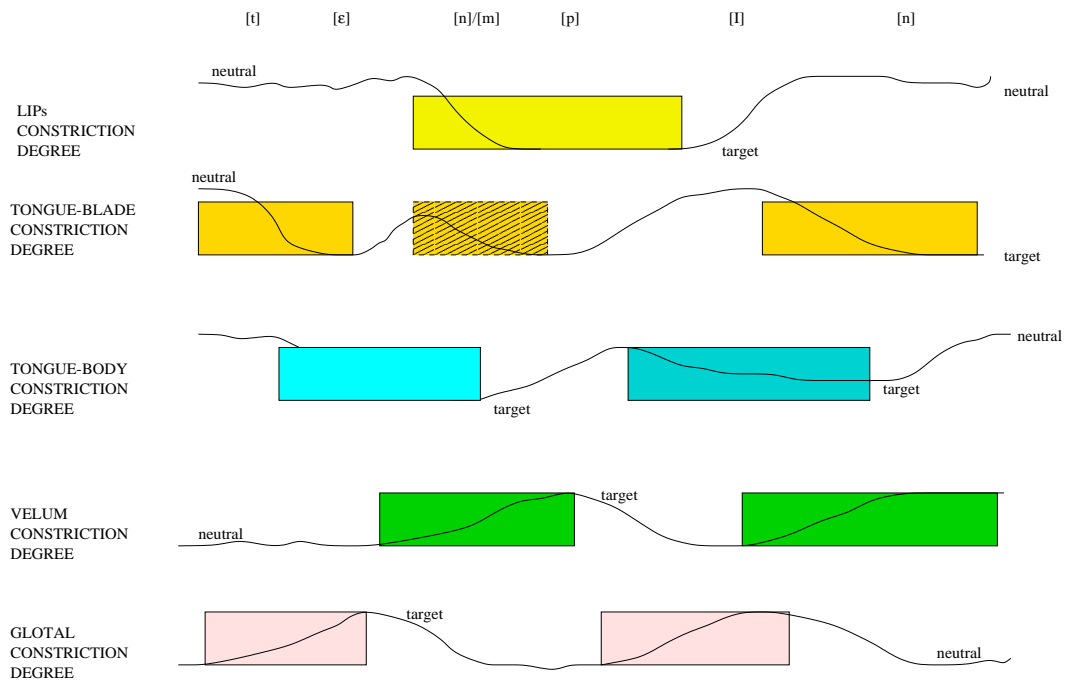 [t] [ɛ] [n]/[m] [p] [I] [n]
neutral
neutral
LIPs
CONSTRICTION
DEGREE
target
neutral
TONGUE-BLADE
CONSTRICTION
DEGREE
target
neutral
TONGUE-BODY
CONSTRICTION
DEGREE
target
target
target
VELUM
CONSTRICTION
DEGREE
neutral
target
GLOTAL
CONSTRICTION
DEGREE
neutral